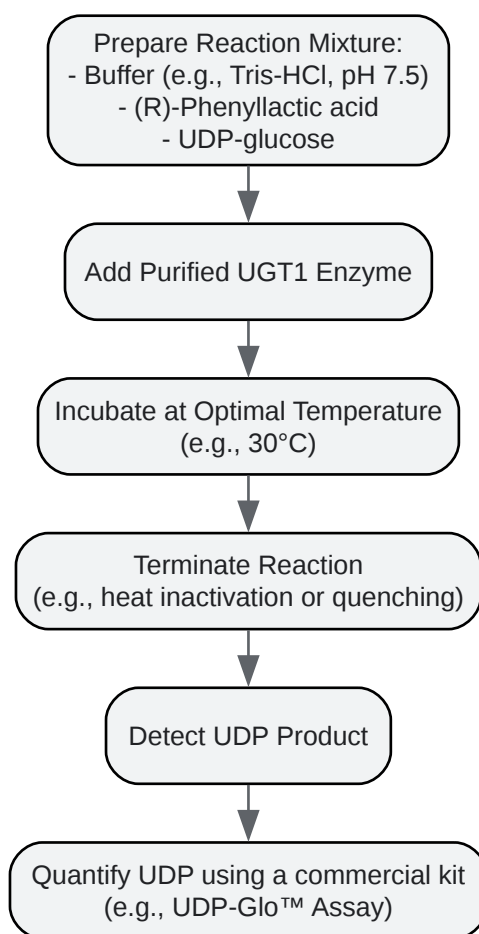 Prepare Reaction Mixture:
- Buffer (e.g., Tris-HCl, pH 7.5)
- (R)-Phenyllactic acid
- UDP-glucose
Add Purified UGT1 Enzyme
Incubate at Optimal Temperature
(e.g., 30°C)
Terminate Reaction
(e.g., heat inactivation or quenching)
Detect UDP Product
Quantify UDP using a commercial kit
(e.g., UDP-Glo™ Assay)